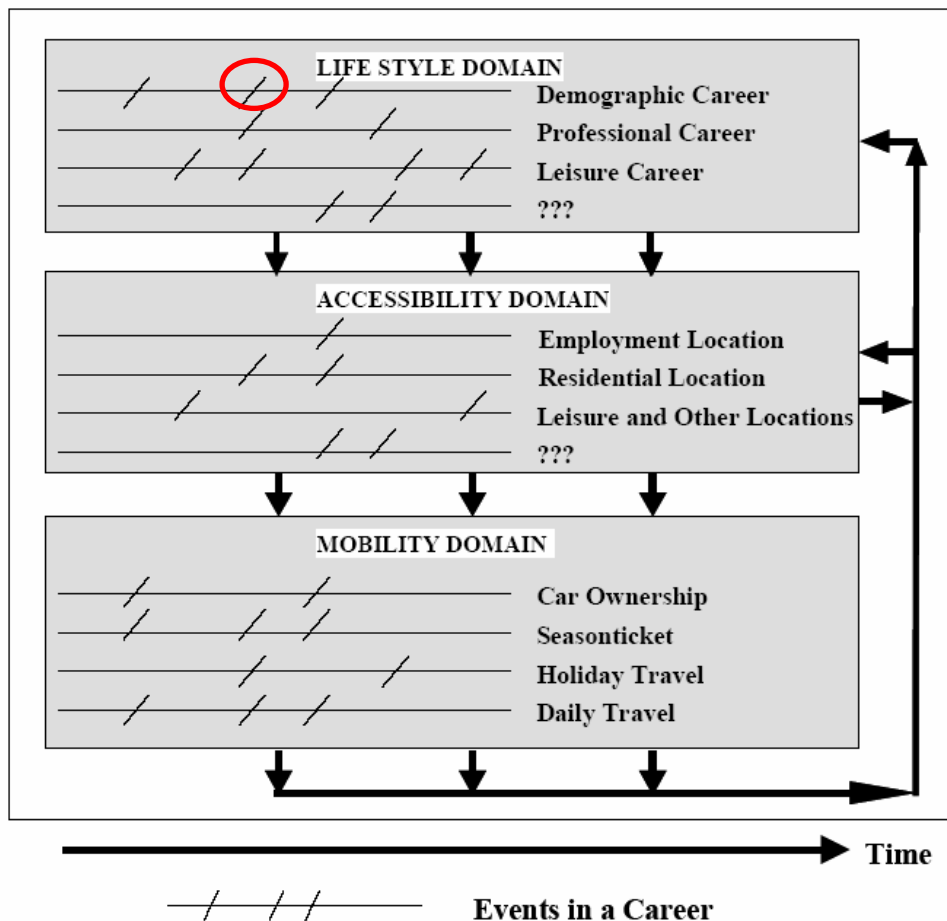 LIFE STYLE DOMAIN
Demographic Career
Professional Career
Leisure Career
???
ACCESSIBILITY DOMAIN
Employment Location
Residential Location
Leisure and Other Locations
???
MOBILITY DOMAIN
Car Ownership
Seasonticket
Holiday Travel
Daily Travel
Time
Events in a Career